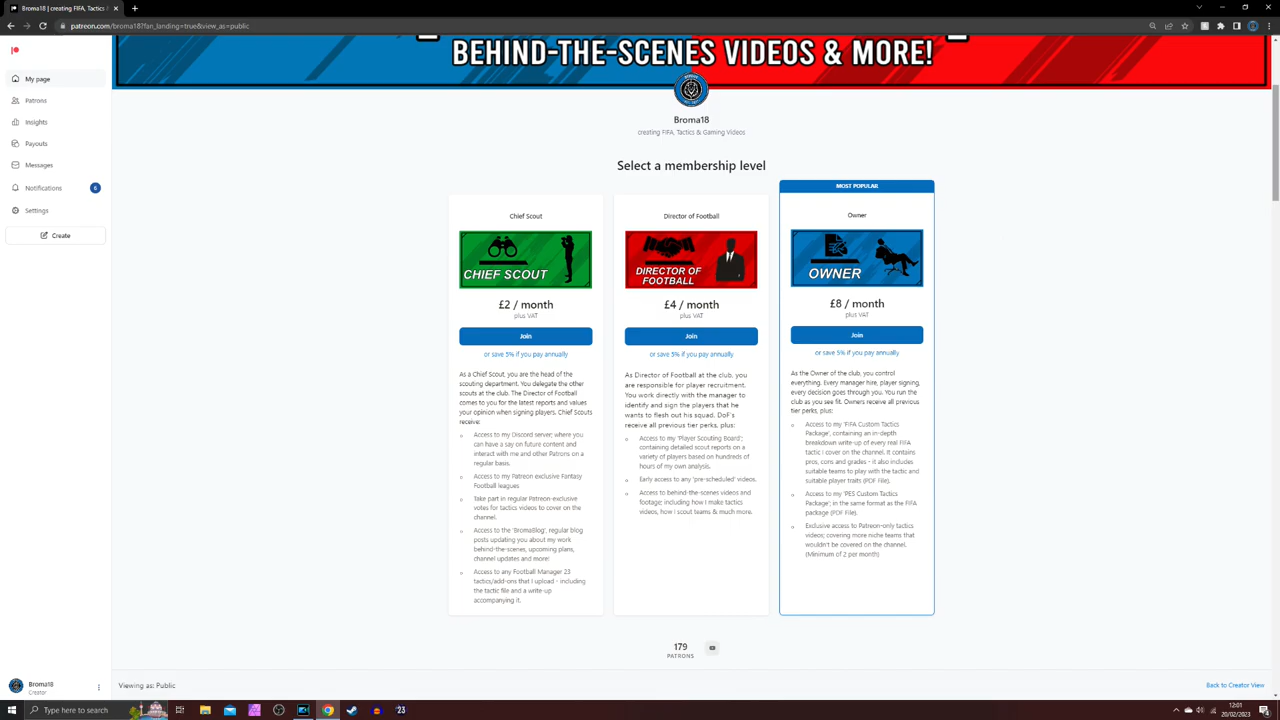 Broma18 | creating FIFA, Tactics &
patreon.com/broma18?fan_landing=true&view_as=public
My page
Patrons
Insights
Payouts
Messages
Notifications 6
Settings
Create
BEHIND-THE-SCENES VIDEOS & MORE!
Broma18
creating FIFA, Tactics & Gaming Videos
Select a membership level
Chief Scout
CHIEF SCOUT
£2 / month
plus VAT
Join
or save 5% if you pay annually
As a Chief Scout, you are the head of the
scouting department. You delegate the other
scouts at the club. The Director of Football
comes to you for the latest reports and values
your opinion when signing players. Chief Scouts
receive:
Access to my Discord server; where you
can have a say on future content and
interact with me and other Patrons on a
regular basis.
Access to my Patreon exclusive Fantasy
Football leagues
Take part in regular Patreon-exclusive
votes for tactics videos to cover on the
channel.
Access to the 'BromaBlog', regular blog
posts updating you about my work
behind-the-scenes, upcoming plans,
channel updates and more!
Access to any Football Manager 23
tactics/add-ons that I upload - including
the tactic file and a write-up
accompanying it.
Director of Football
DIRECTOR OF
FOOTBALL
£4 / month
plus VAT
Join
or save 5% if you pay annually
As Director of Football at the club, you
are responsible for player recruitment.
You work directly with the manager to
identify and sign the players that he
wants to flesh out his squad. DoF's
receive all previous tier perks, plus:
Access to my 'Player Scouting Board';
containing detailed scout reports on a
variety of players based on hundreds of
hours of my own analysis.
Early access to any 'pre-scheduled' videos.
Access to behind-the-scenes videos and
footage; including how I make tactics
videos, how I scout teams & much more.
MOST POPULAR
Owner
OWNER
£8 / month
plus VAT
Join
or save 5% if you pay annually
As the Owner of the club, you control
everything. Every manager hire, player signing,
every decision goes through you. You run the
club as you see fit. Owners receive all previous
tier perks, plus:
Access to my 'FIFA Custom Tactics
Package', containing an in-depth
breakdown write-up of every real FIFA
tactic I cover on the channel. It contains
pros, cons and grades - it also includes
suitable teams to play with the tactic and
suitable player traits (PDF File).
Access to my 'PES Custom Tactics
Package'; in the same format as the FIFA
package (PDF File).
Exclusive access to Patreon-only tactics
videos; covering more niche teams that
wouldn't be covered on the channel.
(Minimum of 2 per month)
179
PATRONS
Broma18
Creator
Viewing as: Public
Back to Creator View
Type here to search
'23
12:01
20/02/2023